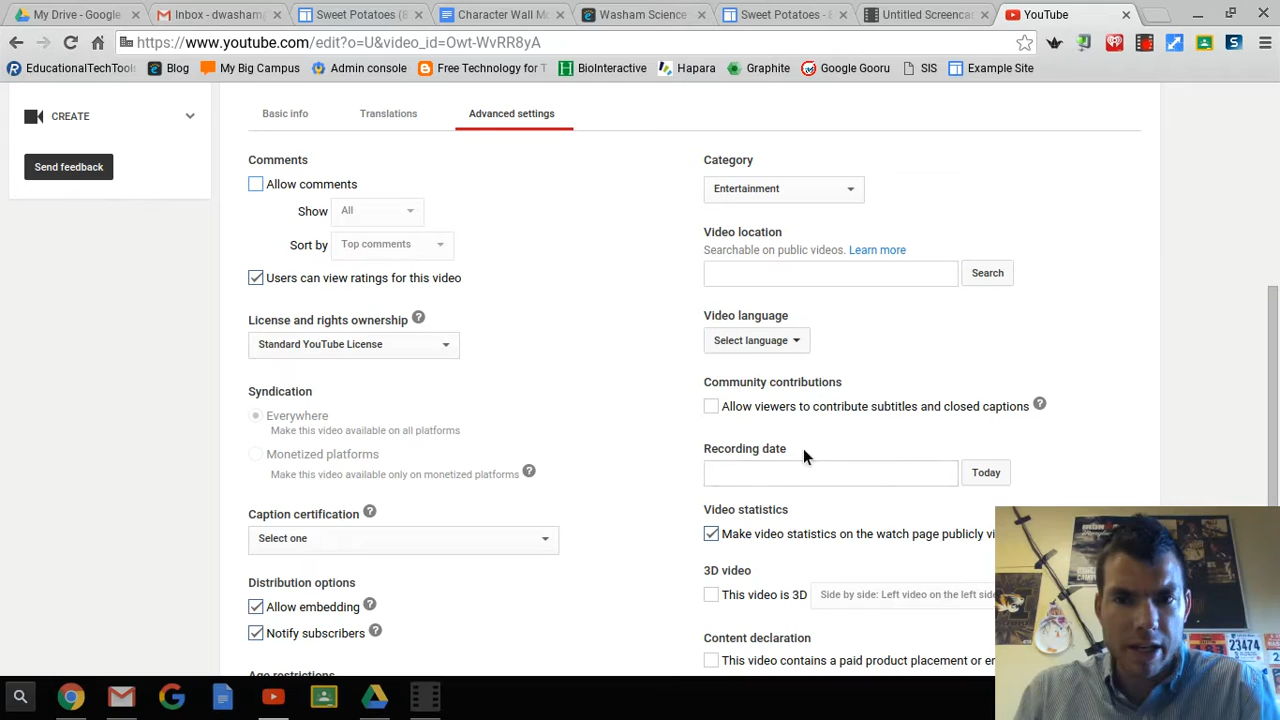 My Drive - Google
Inbox - dwasham@
Sweet Potatoes (8
Character Wall M
Washam Science
Sweet Potatoes - 8
Untitled Screenca
YouTube
https://www.youtube.com/edit?o=U&video_id=Owt-WvRR8yA
EducationalTechTools
Blog
My Big Campus
Admin console
Free Technology for T
BioInteractive
Hapara
Graphite
Google Gooru
SIS
Example Site
CREATE
Send feedback
Basic info
Translations
Advanced settings
Comments
Allow comments
Show All
Sort by Top comments
Users can view ratings for this video
License and rights ownership ?
Standard YouTube License
Syndication
Everywhere
Make this video available on all platforms
Monetized platforms
Make this video available only on monetized platforms ?
Caption certification ?
Select one
Distribution options
Allow embedding ?
Notify subscribers ?
Age restrictions
Category
Entertainment
Video location
Searchable on public videos. Learn more
Search
Video language
Select language
Community contributions
Allow viewers to contribute subtitles and closed captions ?
Recording date
Today
Video statistics
Make video statistics on the watch page publicly vi
3D video
This video is 3D Side by side: Left video on the left side
Content declaration
This video contains a paid product placement or en
23474